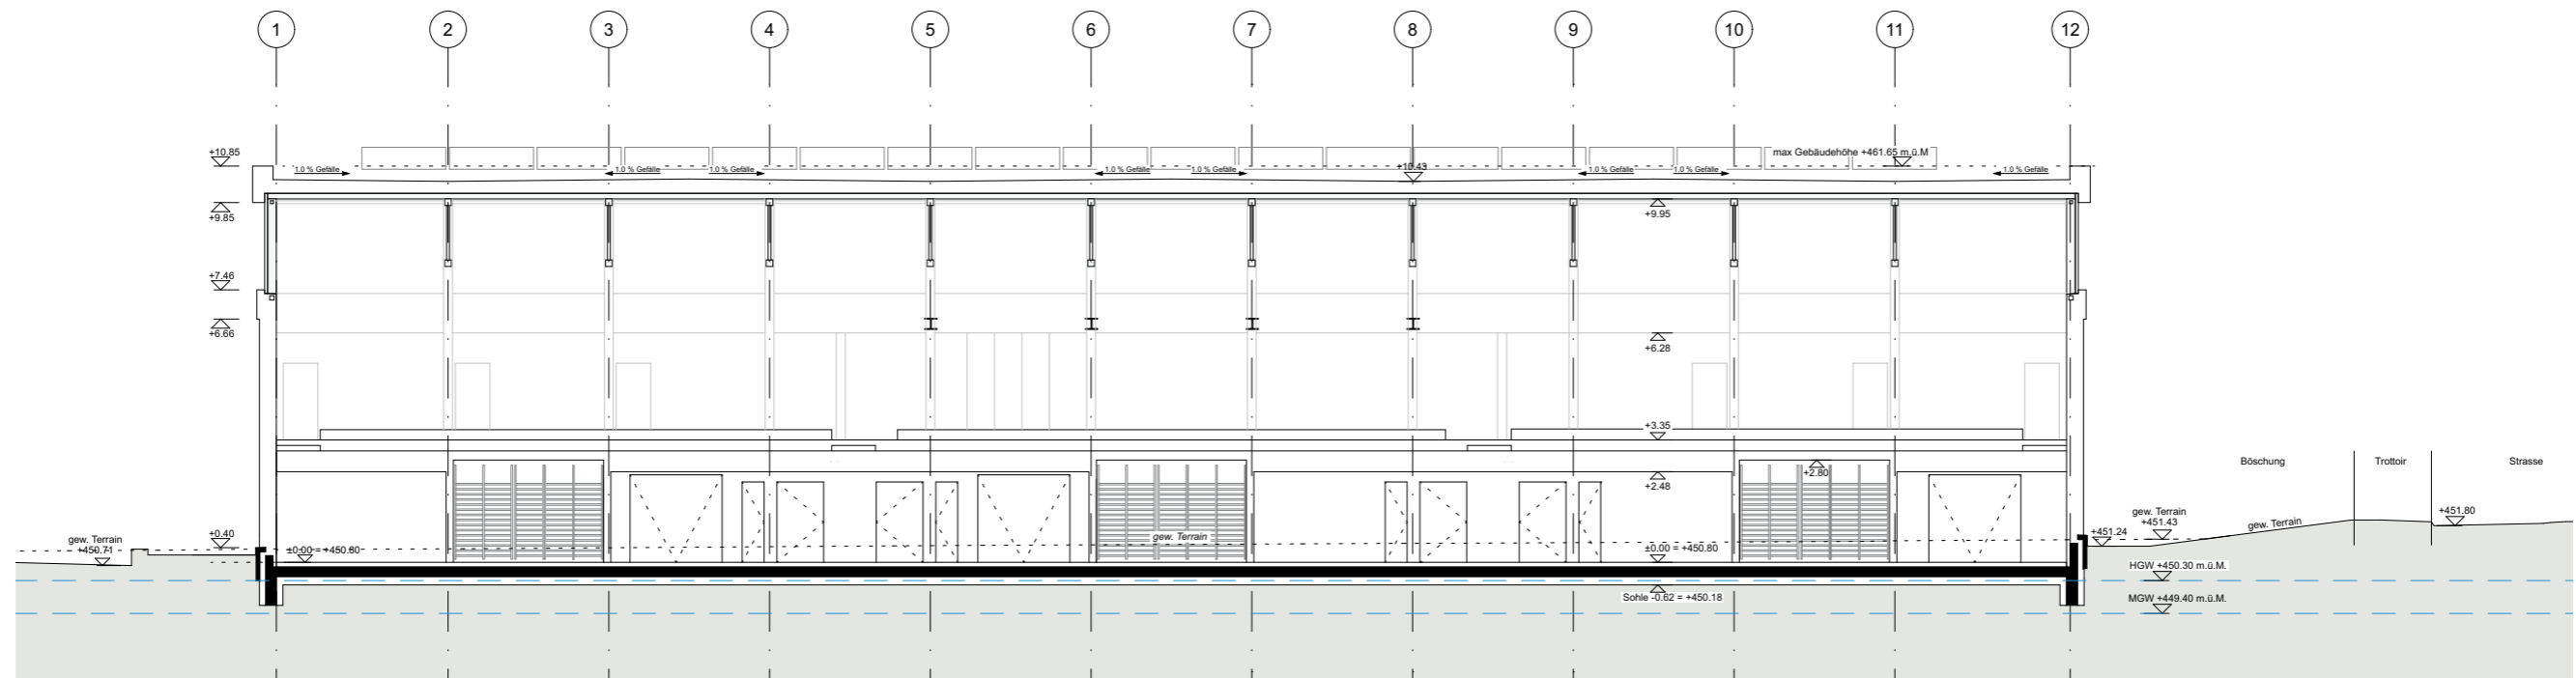 1 2 3 4 5 6 7 8 9 10 11 12
+10.85
max Gebäudehöhe +461.65 m.ü.M
+10.43
1.0 % Gefälle 1.0 % Gefälle 1.0 % Gefälle 1.0 % Gefälle 1.0 % Gefälle 1.0 % Gefälle 1.0 % Gefälle 1.0 % Gefälle
+9.85
+9.95
+7.46
+6.66
+6.28
+3.35
Böschung Trottoir Strasse
+2.80
+2.48
gew. Terrain
+451.43
+451.80
gew. Terrain
+0.40
+451.24
gew. Terrain
gew. Terrain
+450.71
±0.00 = +450.80
±0.00 = +450.80
HGW +450.30 m.ü.M.
Sohle -0.62 = +450.18
MGW +449.40 m.ü.M.